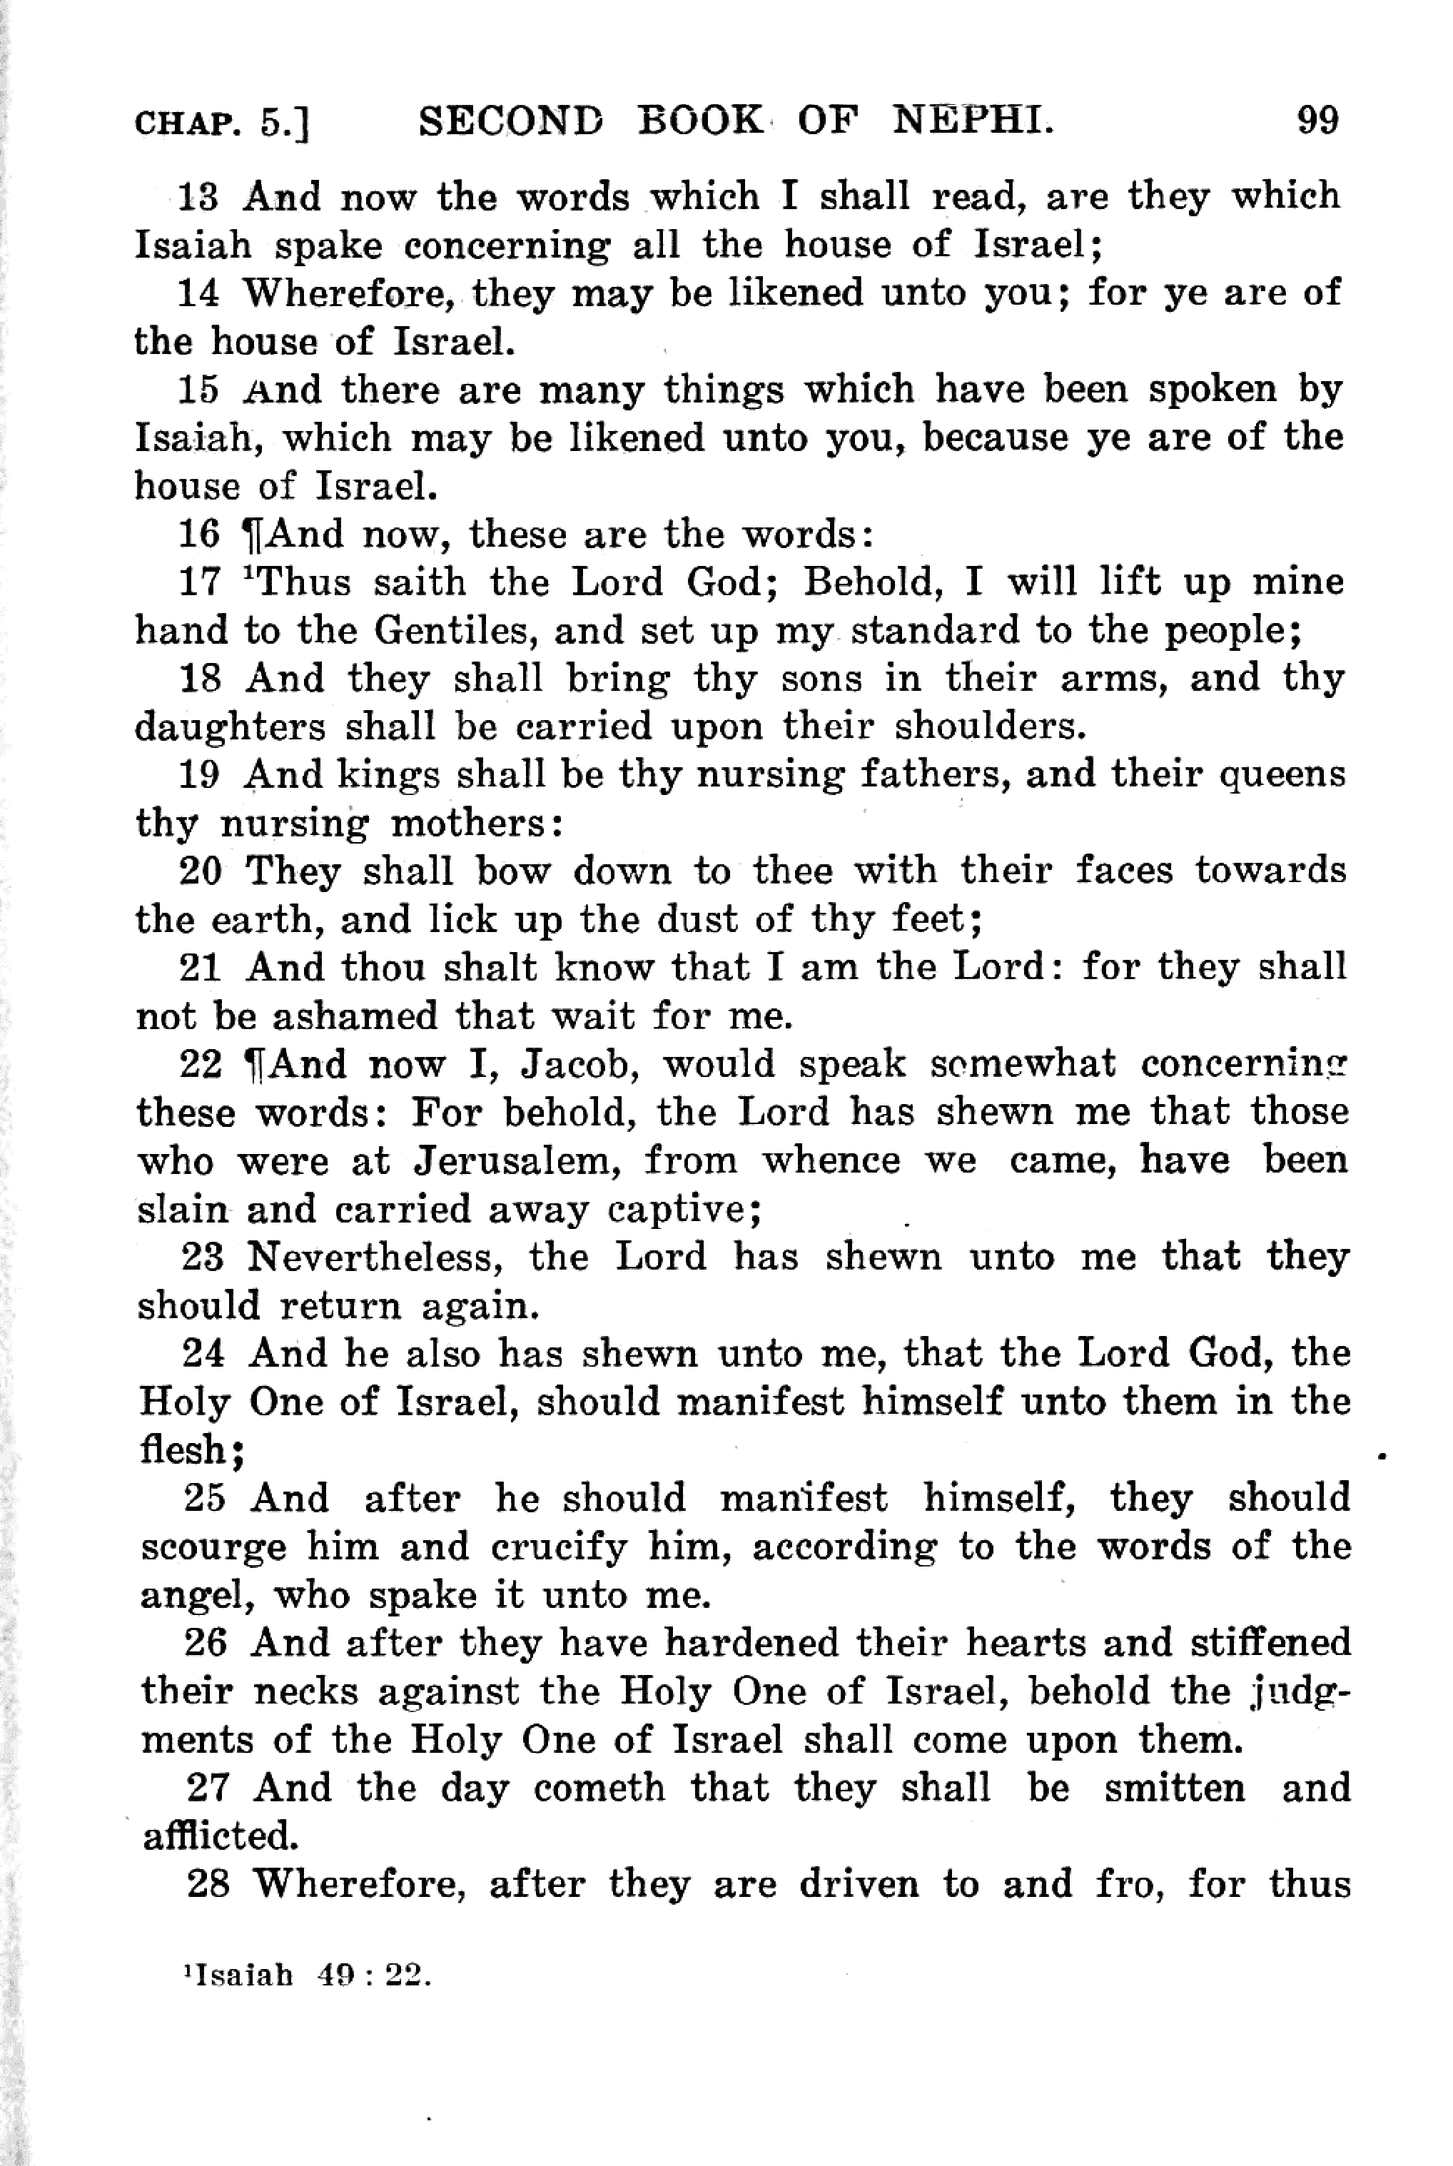 CHAP. 5.] SECOND BOOK OF NEPHI. 99
13 And now the words which I shall read, are they which
Isaiah spake concerning all the house of Israel;
14 Wherefore, they may be likened unto you; for ye are of
the house of Israel.
15 And there are many things which have been spoken by
Isaiah, which may be likened unto you, because ye are of the
house of Israel.
16 ¶And now, these are the words:
17 ¹Thus saith the Lord God; Behold, I will lift up mine
hand to the Gentiles, and set up my standard to the people;
18 And they shall bring thy sons in their arms, and thy
daughters shall be carried upon their shoulders.
19 And kings shall be thy nursing fathers, and their queens
thy nursing mothers:
20 They shall bow down to thee with their faces towards
the earth, and lick up the dust of thy feet;
21 And thou shalt know that I am the Lord: for they shall
not be ashamed that wait for me.
22 ¶And now I, Jacob, would speak somewhat concerning
these words: For behold, the Lord has shewn me that those
who were at Jerusalem, from whence we came, have been
slain and carried away captive;
23 Nevertheless, the Lord has shewn unto me that they
should return again.
24 And he also has shewn unto me, that the Lord God, the
Holy One of Israel, should manifest himself unto them in the
flesh;
25 And after he should manifest himself, they should
scourge him and crucify him, according to the words of the
angel, who spake it unto me.
26 And after they have hardened their hearts and stiffened
their necks against the Holy One of Israel, behold the judg-
ments of the Holy One of Israel shall come upon them.
27 And the day cometh that they shall be smitten and
afflicted.
28 Wherefore, after they are driven to and fro, for thus
¹Isaiah 49 : 22.